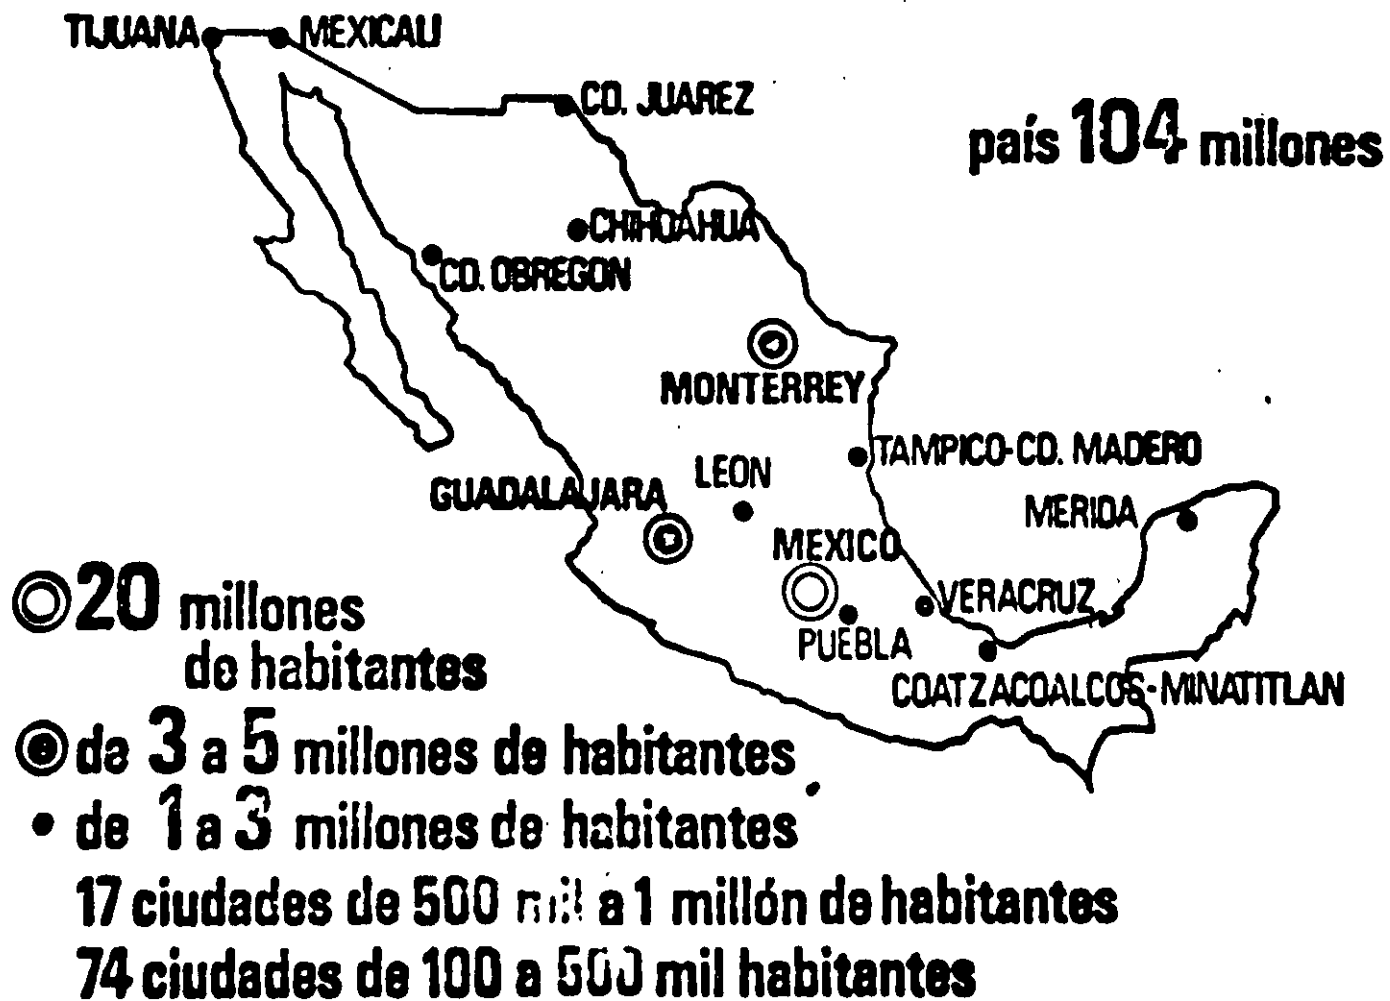 TIJUANA
MEXICALI
CD. JUAREZ
país 104 millones
CHIHUAHUA
CD. OBREGON
MONTERREY
TAMPICO-CD. MADERO
LEON
GUADALAJARA
MERIDA
MEXICO
VERACRUZ
PUEBLA
COATZACOALCOS-MINATITLAN
20 millones
de habitantes
de 3 a 5 millones de habitantes
de 1 a 3 millones de habitantes
17 ciudades de 500 mil a 1 millón de habitantes
74 ciudades de 100 a 500 mil habitantes